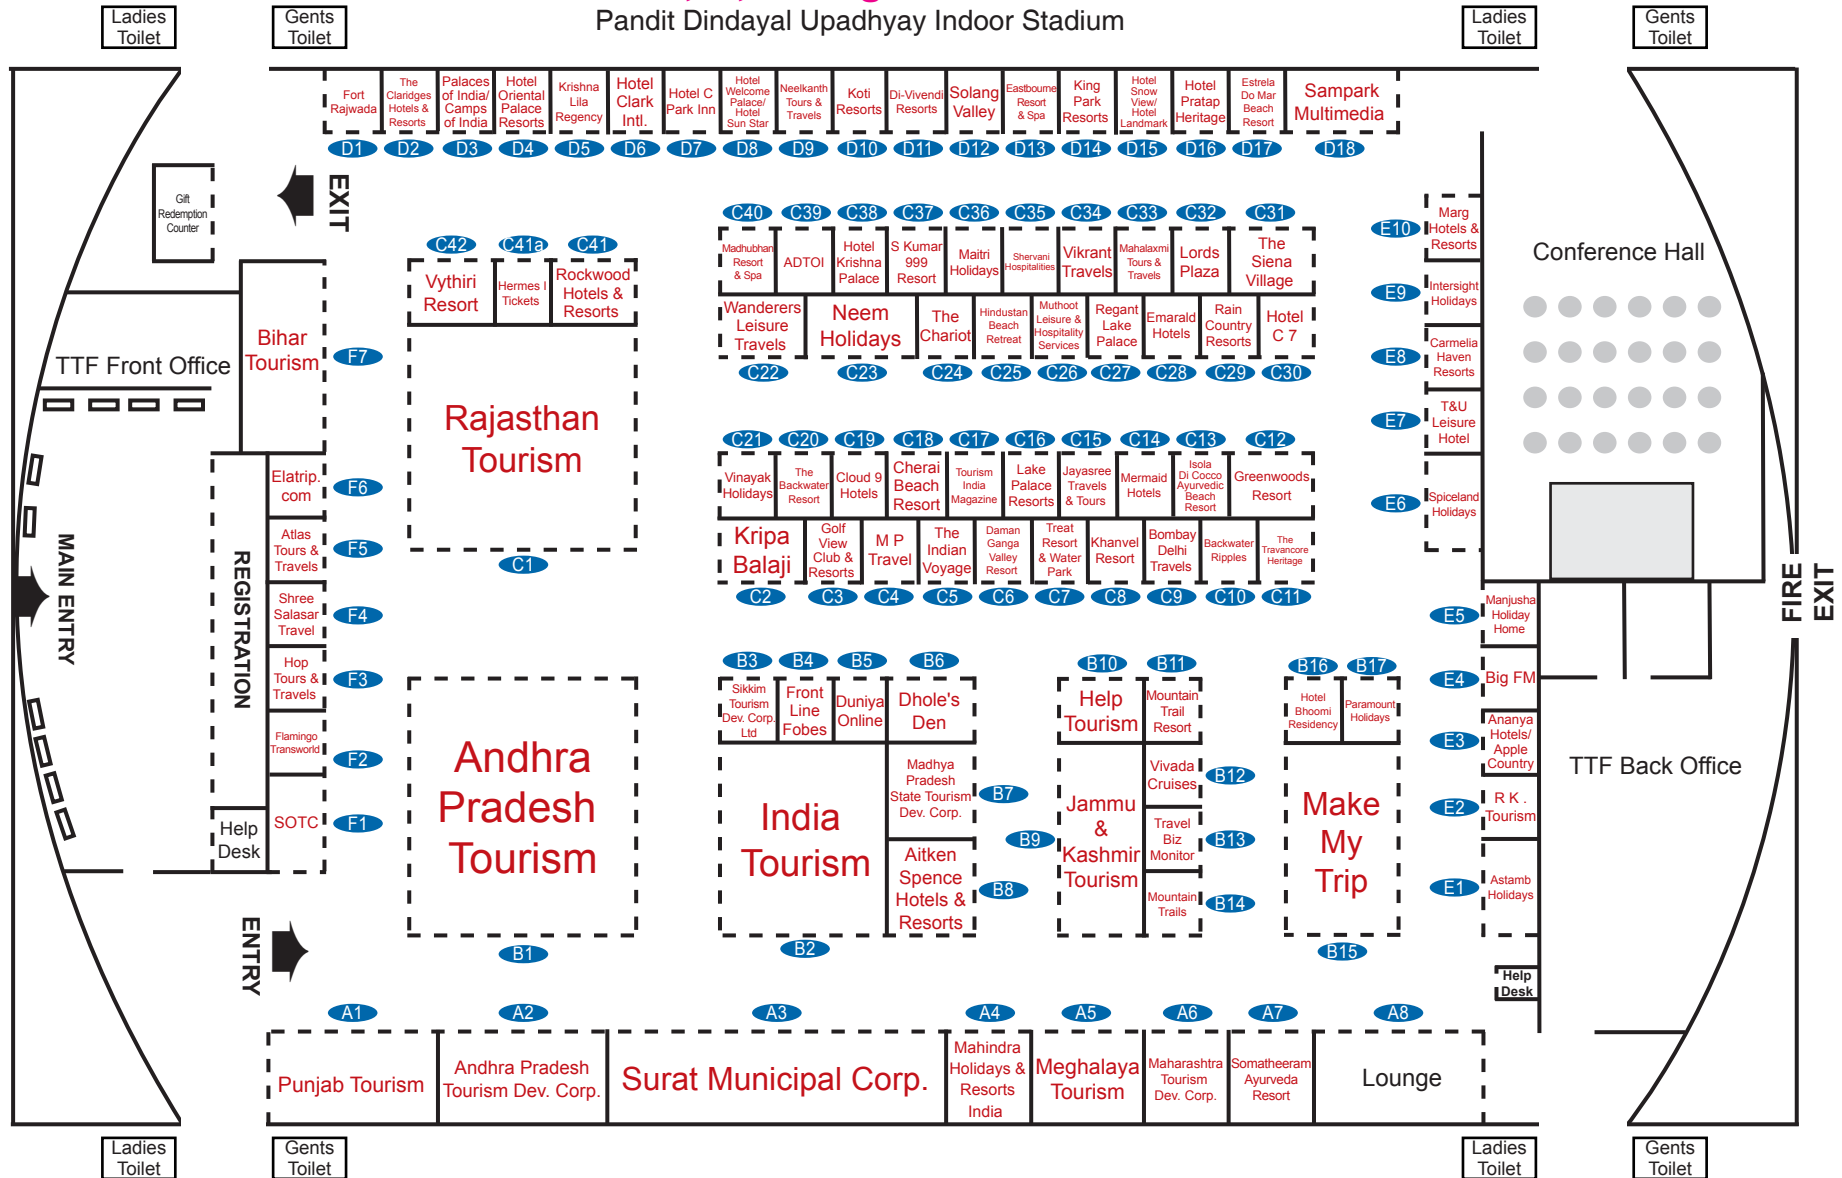 Pandit Dindayal Upadhyay Indoor Stadium
Ladies
Toilet
Gents
Toilet
Ladies
Toilet
Gents
Toilet
Fort
Rajwada
The
Claridges
Hotels &
Resorts
Palaces
of India/
Camps
of India
Hotel
Oriental
Palace
Resorts
Krishna
Lila
Regency
Hotel
Clark
Intl.
Hotel C
Park Inn
Hotel
Welcome
Palace/
Hotel
Sun Star
Neelkanth
Tours &
Travels
Koti
Resorts
Di-Vivendi
Resorts
Solang
Valley
Eastbourne
Resort
& Spa
King
Park
Resorts
Hotel
Snow
View/
Hotel
Landmark
Hotel
Pratap
Heritage
Estrela
Do Mar
Beach
Resort
Sampark
Multimedia
D1 D2 D3 D4 D5 D6 D7 D8 D9 D10 D11 D12 D13 D14 D15 D16 D17 D18
Gift
Redemption
Counter
EXIT
C42 C41a C41
Vythiri
Resort
Hermes I
Tickets
Rockwood
Hotels &
Resorts
Rajasthan
Tourism
C1
C40 C39 C38 C37 C36 C35 C34 C33 C32 C31
Madhubhan
Resort
& Spa
ADTOI
Hotel
Krishna
Palace
S Kumar
999
Resort
Maitri
Holidays
Shervani
Hospitalities
Vikrant
Travels
Mahalaxmi
Tours &
Travels
Lords
Plaza
The
Siena
Village
Wanderers
Leisure
Travels
Neem
Holidays
The
Chariot
Hindustan
Beach
Retreat
Muthoot
Leisure &
Hospitality
Services
Regant
Lake
Palace
Emarald
Hotels
Rain
Country
Resorts
Hotel
C 7
C22 C23 C24 C25 C26 C27 C28 C29 C30
C21 C20 C19 C18 C17 C16 C15 C14 C13 C12
Vinayak
Holidays
The
Backwater
Resort
Cloud 9
Hotels
Cherai
Beach
Resort
Tourism
India
Magazine
Lake
Palace
Resorts
Jayasree
Travels
& Tours
Mermaid
Hotels
Isola
Di Cocco
Ayurvedic
Beach
Resort
Greenwoods
Resort
Kripa
Balaji
Golf
View
Club &
Resorts
M P
Travel
The
Indian
Voyage
Daman
Ganga
Valley
Resort
Treat
Resort
& Water
Park
Khanvel
Resort
Bombay
Delhi
Travels
Backwater
Ripples
The
Travancore
Heritage
C2 C3 C4 C5 C6 C7 C8 C9 C10 C11
TTF Front Office
Bihar
Tourism
F7
Elatrip.
com
F6
Atlas
Tours &
Travels
F5
Shree
Salasar
Travel
F4
Hop
Tours &
Travels
F3
Flamingo
Transworld
F2
SOTC
F1
REGISTRATION
Help
Desk
MAIN ENTRY
ENTRY
Andhra
Pradesh
Tourism
B1
B3 B4 B5 B6
Sikkim
Tourism
Dev. Corp.
Ltd
Front
Line
Fobes
Duniya
Online
Dhole's
Den
India
Tourism
Madhya
Pradesh
State Tourism
Dev. Corp.
B7
Aitken
Spence
Hotels &
Resorts
B8
B2
B10 B11
Help
Tourism
Mountain
Trail
Resort
B9
Jammu
&
Kashmir
Tourism
Vivada
Cruises
B12
Travel
Biz
Monitor
B13
Mountain
Trails
B14
B16 B17
Hotel
Bhoomi
Residency
Paramount
Holidays
Make
My
Trip
B15
E10
Marg
Hotels &
Resorts
E9
Intersight
Holidays
E8
Carmelia
Haven
Resorts
E7
T&U
Leisure
Hotel
E6
Spiceland
Holidays
E5
Manjusha
Holiday
Home
E4
Big FM
E3
Ananya
Hotels/
Apple
Country
E2
R K .
Tourism
E1
Astamb
Holidays
Help
Desk
Conference Hall
FIRE
EXIT
TTF Back Office
A1 A2 A3 A4 A5 A6 A7 A8
Punjab Tourism
Andhra Pradesh
Tourism Dev. Corp.
Surat Municipal Corp.
Mahindra
Holidays &
Resorts
India
Meghalaya
Tourism
Maharashtra
Tourism
Dev. Corp.
Somatheeram
Ayurveda
Resort
Lounge
Ladies
Toilet
Gents
Toilet
Ladies
Toilet
Gents
Toilet